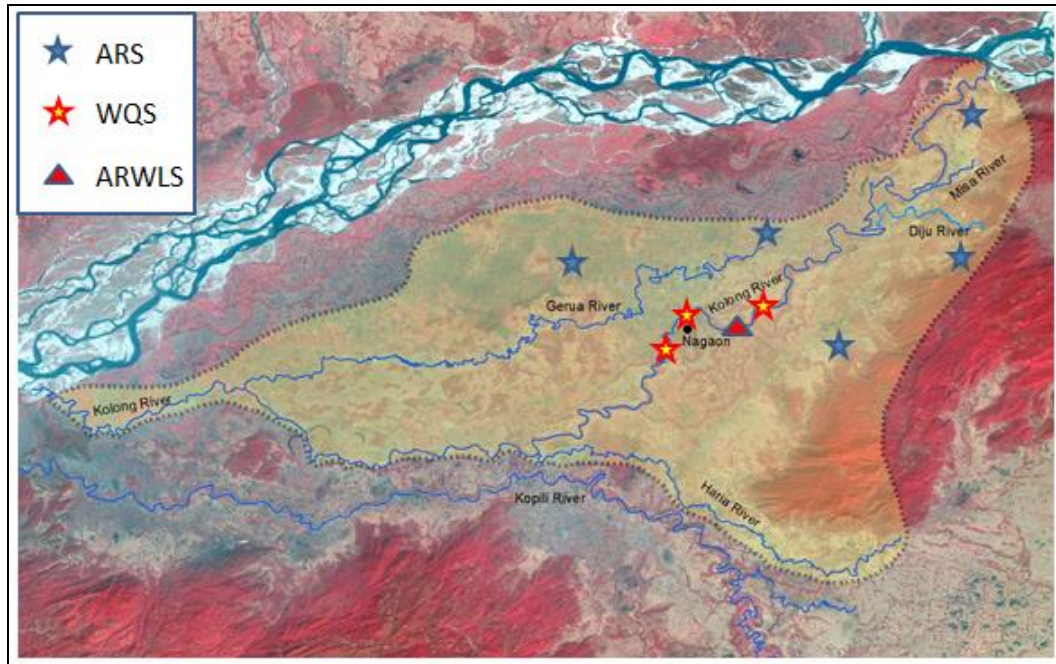 ARS
WQS
ARWLS
Misa River
Diju River
Kolong River
Gerua River
Nagaon
Kolong River
Haria River
Kopili River